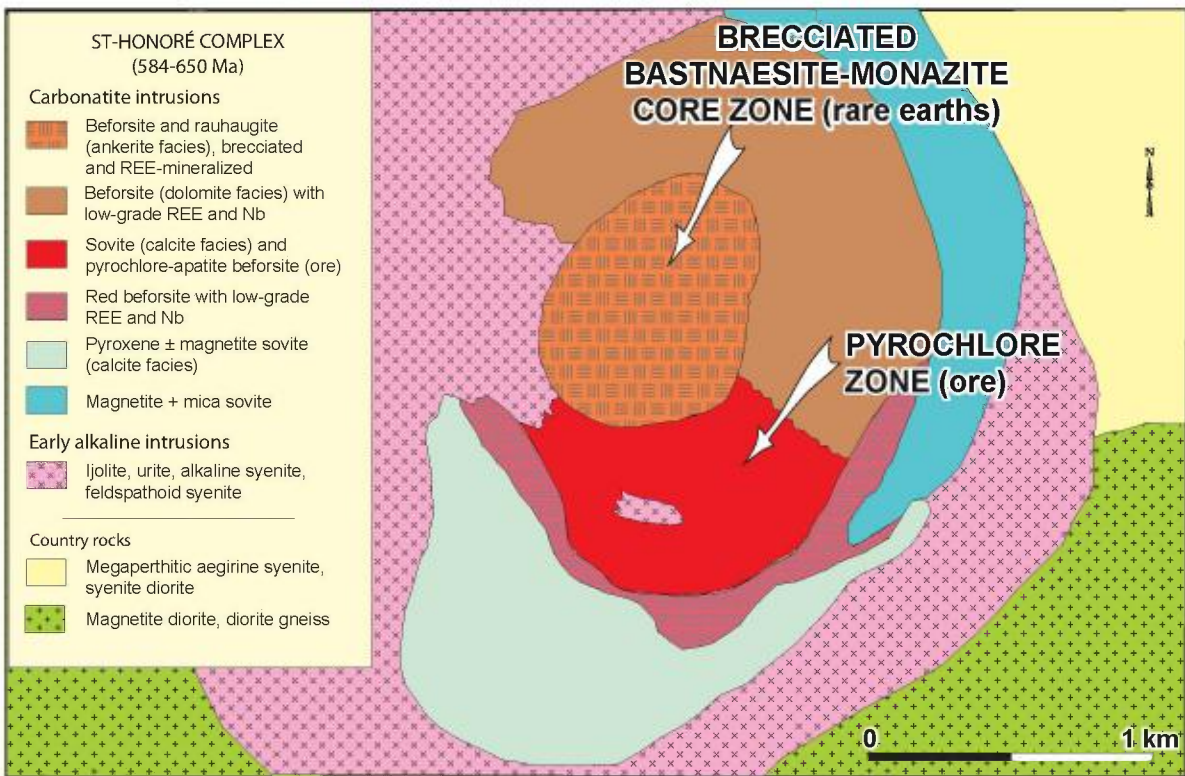 ST-HONORÉ COMPLEX
(584-650 Ma)
Carbonatite intrusions
Beforsite and rauhaugite
(ankerite facies), brecciated
and REE-mineralized
Beforsite (dolomite facies) with
low-grade REE and Nb
Sovite (calcite facies) and
pyrochlore-apatite beforsite (ore)
Red beforsite with low-grade
REE and Nb
Pyroxene ± magnetite sovite
(calcite facies)
Magnetite + mica sovite
Early alkaline intrusions
Ijolite, urite, alkaline syenite,
feldspathoid syenite
Country rocks
Megaperthitic aegirine syenite,
syenite diorite
Magnetite diorite, diorite gneiss
BRECCIATED
BASTNAESITE-MONAZITE
CORE ZONE (rare earths)
N
PYROCHLORE
ZONE (ore)
0 1 km